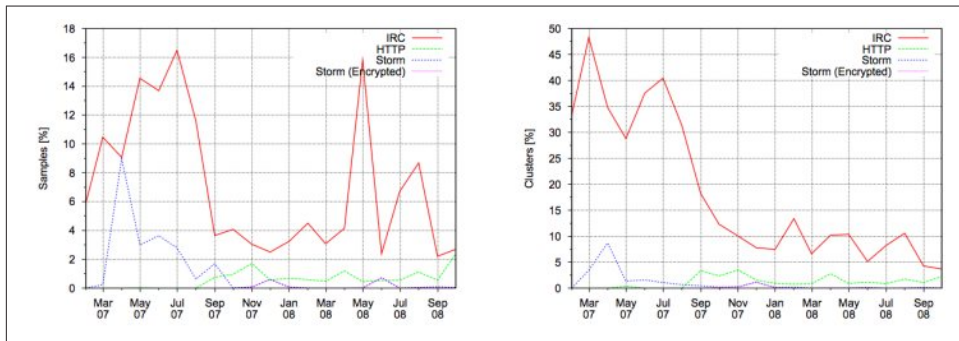 18
16
14
12
10
8
6
4
2
0
Samples [%]
IRC
HTTP
Storm
Storm (Encrypted)
Mar May Jul Sep Nov Jan Mar May Jul Sep
07 07 07 07 07 08 08 08 08 08
50
45
40
35
30
25
20
15
10
5
0
Clusters [%]
IRC
HTTP
Storm
Storm (Encrypted)
Mar May Jul Sep Nov Jan Mar May Jul Sep
07 07 07 07 07 08 08 08 08 08